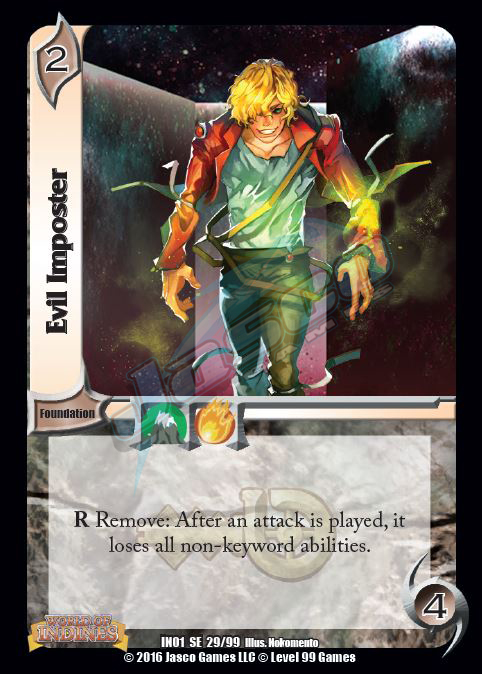 2
Evil Imposter
Foundation
R Remove: After an attack is played, it
loses all non-keyword abilities.
4
WORLD OF
INDINES
IN01 SE 29/99 Illus. Nokomento
© 2016 Jasco Games LLC © Level 99 Games